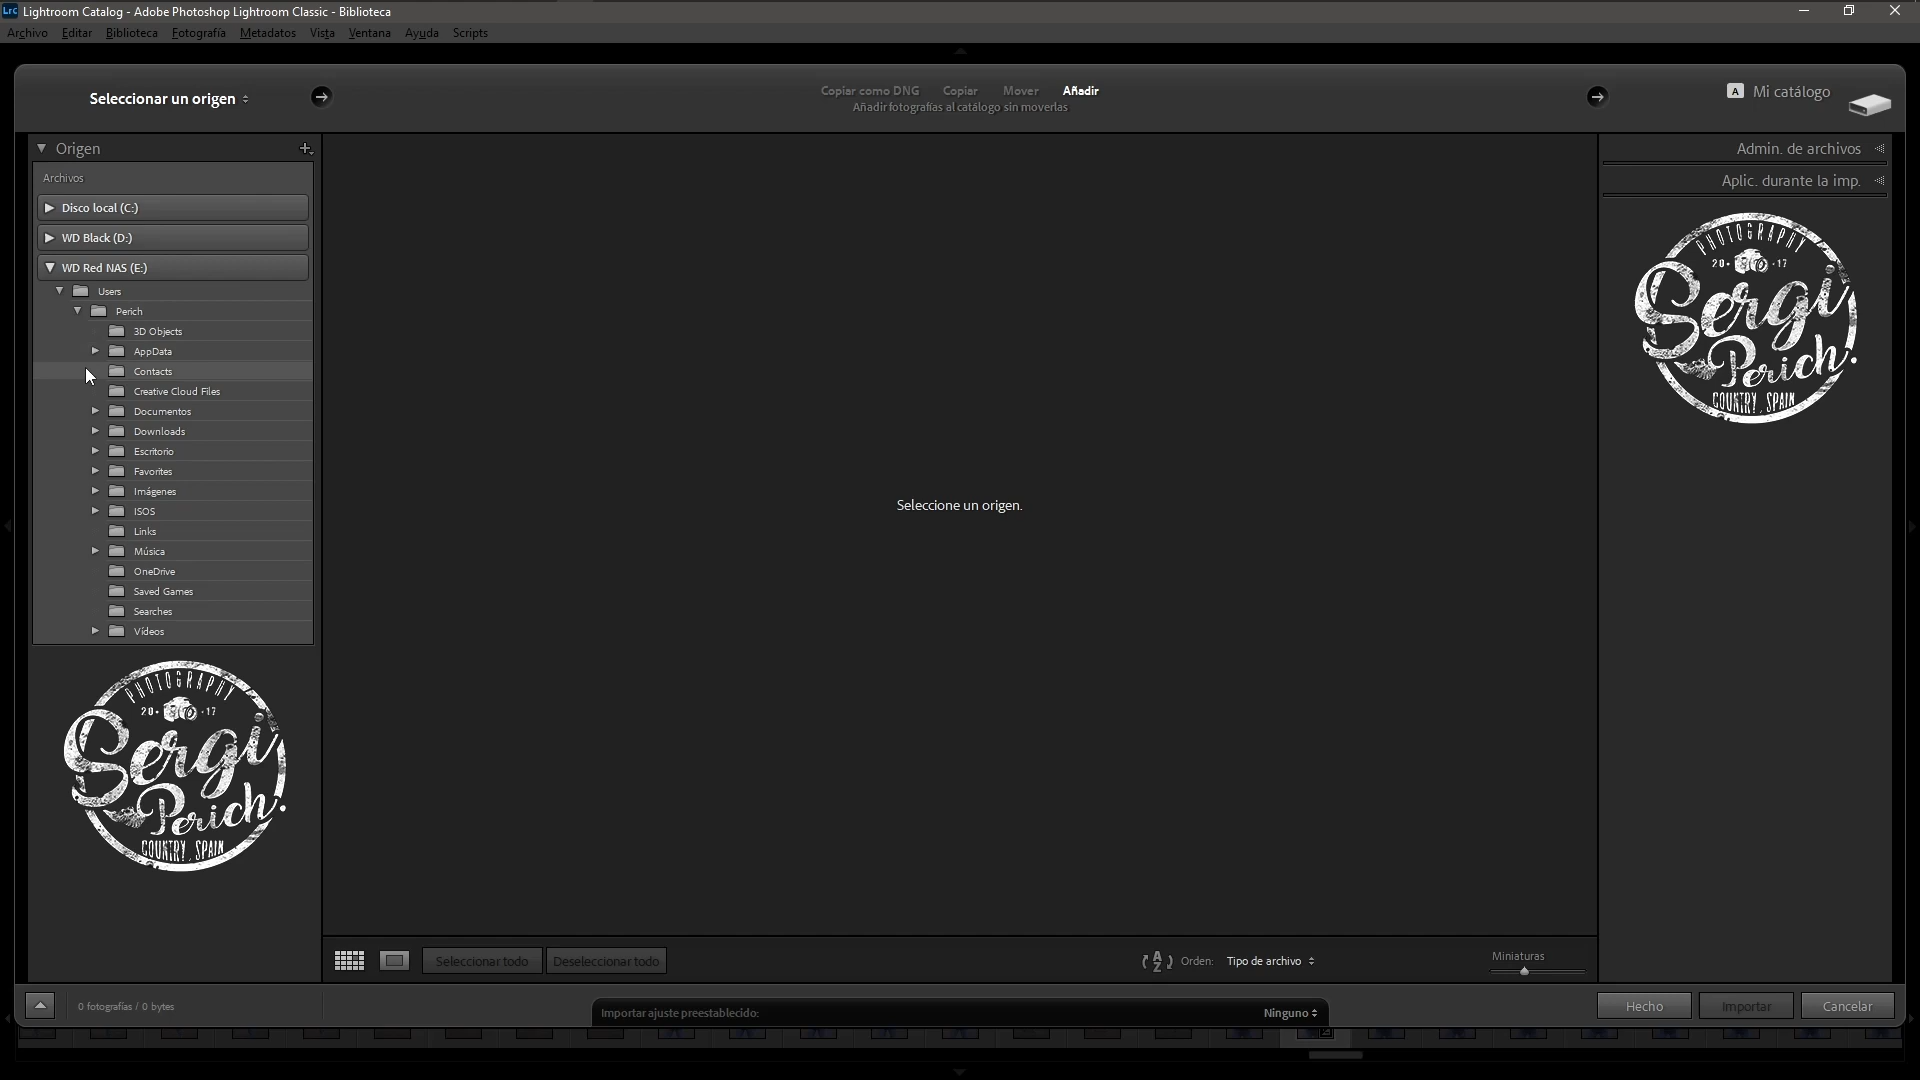 Lrc Lightroom Catalog - Adobe Photoshop Lightroom Classic - Biblioteca
Archivo Editar Biblioteca Fotografía Metadatos Vista Ventana Ayuda Scripts
Seleccionar un origen
Copiar como DNG Copiar Mover Añadir
Añadir fotografías al catálogo sin moverlas
A Mi catálogo
Origen
Archivos
Disco local (C:)
WD Black (D:)
WD Red NAS (E:)
Users
Perich
3D Objects
AppData
Contacts
Creative Cloud Files
Documentos
Downloads
Escritorio
Favorites
Imágenes
ISOS
Links
Música
OneDrive
Saved Games
Searches
Vídeos
PHOTOGRAPHY
20 · 17
Sergi
Perich.
COUNTRY, SPAIN
Seleccione un origen.
Admin. de archivos
Aplic. durante la imp.
PHOTOGRAPHY
20 · 17
Sergi
Perich.
COUNTRY, SPAIN
Seleccionar todo Deseleccionar todo
AZ Orden: Tipo de archivo
Miniaturas
0 fotografías / 0 bytes
Importar ajuste preestablecido: Ninguno
Hecho Importar Cancelar